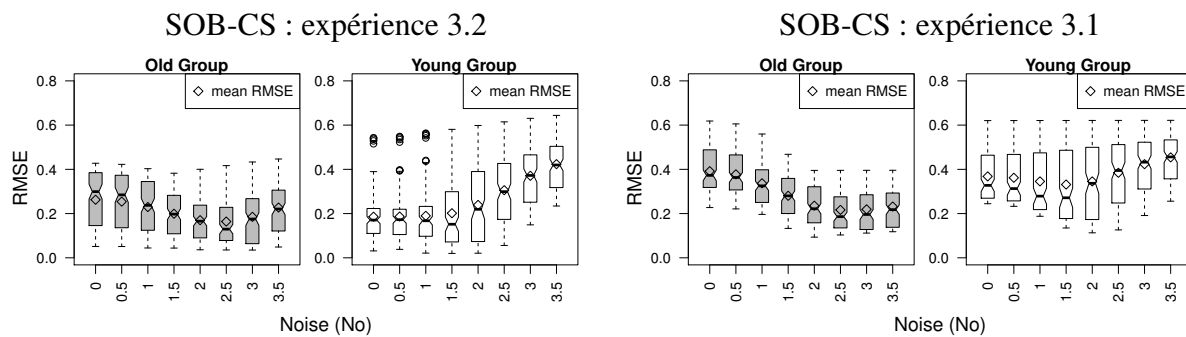 SOB-CS : expérience 3.2
SOB-CS : expérience 3.1
Old Group
Young Group
Old Group
Young Group
◇ mean RMSE
◇ mean RMSE
◇ mean RMSE
◇ mean RMSE
RMSE
0.8
0.6
0.4
0.2
0.0
0.8
0.6
0.4
0.2
0.0
RMSE
0.8
0.6
0.4
0.2
0.0
0.8
0.6
0.4
0.2
0.0
0 0.5 1 1.5 2 2.5 3 3.5
0 0.5 1 1.5 2 2.5 3 3.5
0 0.5 1 1.5 2 2.5 3 3.5
0 0.5 1 1.5 2 2.5 3 3.5
Noise (No)
Noise (No)